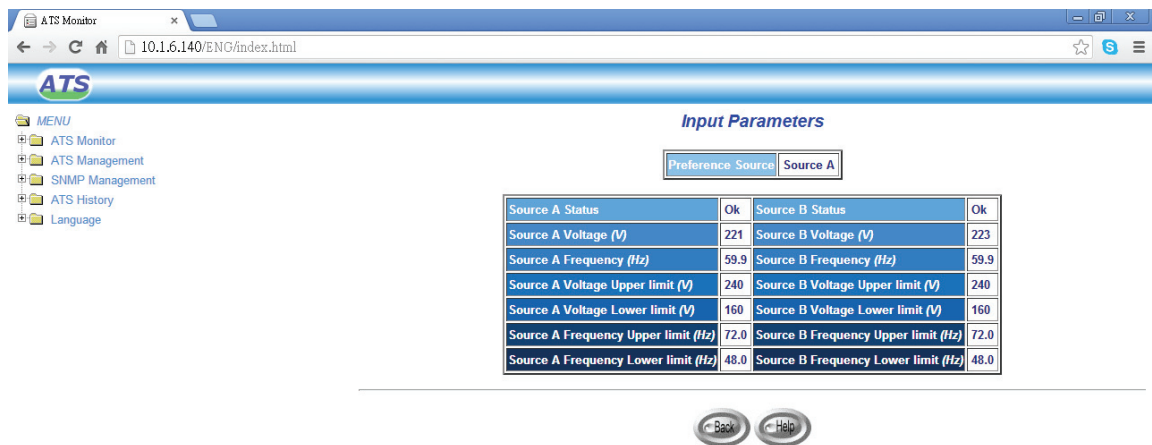 ATS Monitor
10.1.6.140/ENG/index.html
ATS
MENU
ATS Monitor
ATS Management
SNMP Management
ATS History
Language
Input Parameters
Preference Source Source A
Source A Status Ok Source B Status Ok
Source A Voltage (V) 221 Source B Voltage (V) 223
Source A Frequency (Hz) 59.9 Source B Frequency (Hz) 59.9
Source A Voltage Upper limit (V) 240 Source B Voltage Upper limit (V) 240
Source A Voltage Lower limit (V) 160 Source B Voltage Lower limit (V) 160
Source A Frequency Upper limit (Hz) 72.0 Source B Frequency Upper limit (Hz) 72.0
Source A Frequency Lower limit (Hz) 48.0 Source B Frequency Lower limit (Hz) 48.0
Back Help